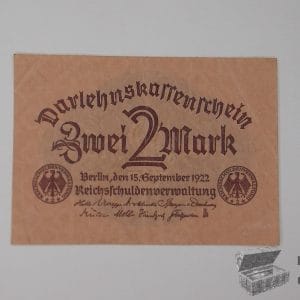 Darlehnskassenschein
Zwei 2 Mark
Berlin, den 15. September 1922
Reichsschuldenverwaltung